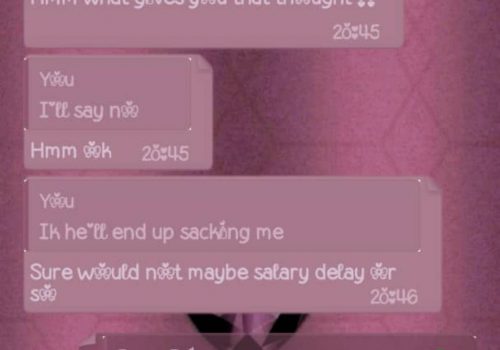 Hmm what gives you that thought
20:45
You
I'll say no
Hmm ok 20:45
You
Ik he'll end up sacking me
Sure would not maybe salary delay or
so 20:46